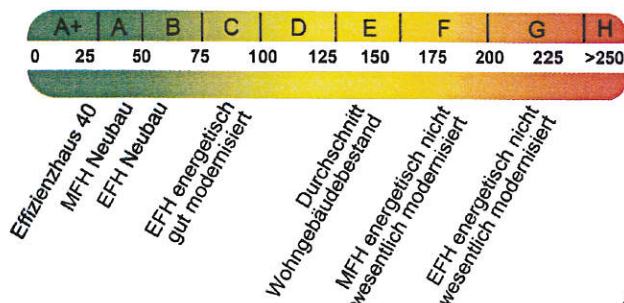 A+ A B C D E F G H
0 25 50 75 100 125 150 175 200 225 >250
Effizienzhaus 40
MFH Neubau
EFH Neubau
EFH energetisch
gut modernisiert
Durchschnitt
Wohngebäudebestand
MFH energetisch nicht
wesentlich modernisiert
EFH energetisch nicht
wesentlich modernisiert